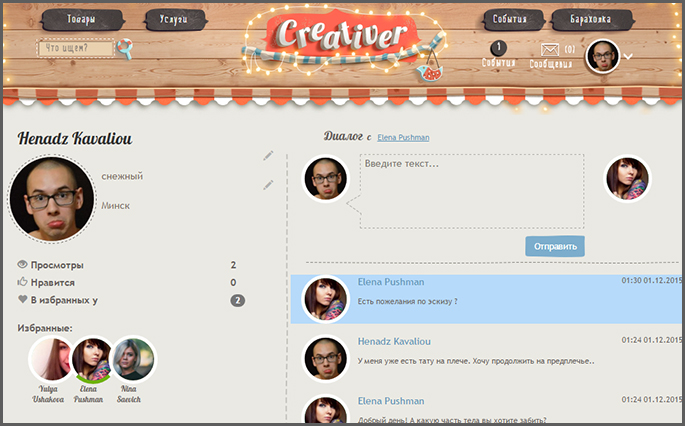 Товары
Услуги
Creativer
События
Барахолка
Что ищем?
1
События
(0)
Сообщения
Henadz Kavaliou
снежный
Минск
Просмотры 2
Нравится 0
В избранных у 2
Избранные:
Yulya
Ushakova
Elena
Pushman
Nina
Saevich
Диалог с Elena Pushman
Введите текст...
Отправить
Elena Pushman 01:30 01.12.2015
Есть пожелания по эскизу ?
Henadz Kavaliou 01:24 01.12.2015
У меня уже есть тату на плече. Хочу продолжить на предплечье..
Elena Pushman 01:24 01.12.2015
Добрый день! А какую часть тела вы хотите забить?